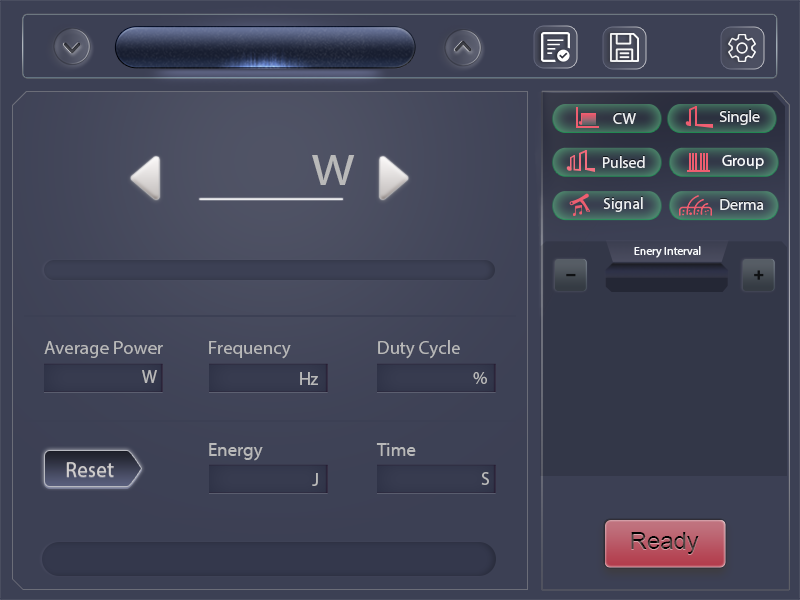 W
Average Power
Frequency
Duty Cycle
W
Hz
%
Reset
Energy
Time
J
S
CW
Single
Pulsed
Group
Signal
Derma
Enery Interval
−
+
Ready